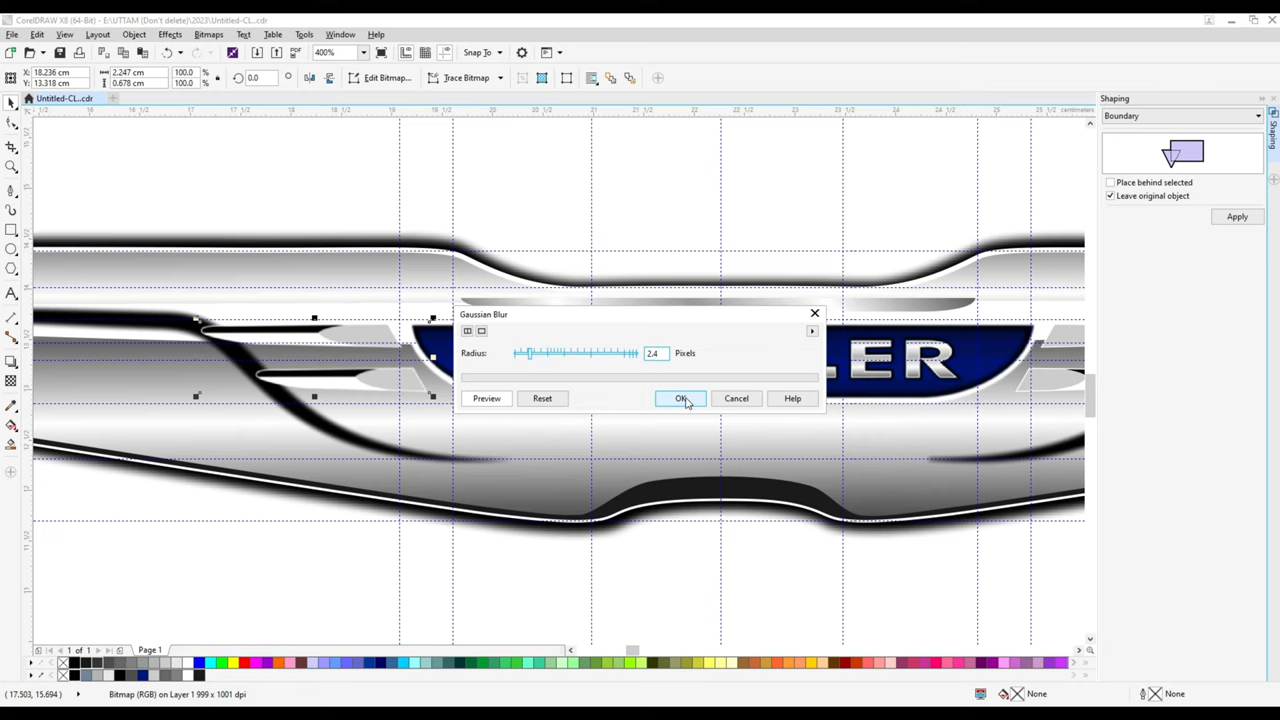 CorelDRAW X8 (64-Bit) - E:\UTTAM (Don't delete)\2023\Untitled-CL..cdr
File Edit View Layout Object Effects Bitmaps Text Table Tools Window Help
PDF 400% Snap To
X: 18.236 cm 2.247 cm 100.0 % 0.0 Edit Bitmap... Trace Bitmap
Y: 13.318 cm 0.678 cm 100.0 %
Untitled-CL..cdr
Shaping
Boundary
Place behind selected
Leave original object
Apply
Shaping
centimeters
Gaussian Blur
Radius: 2.4 Pixels
Preview Reset OK Cancel Help
LER
1 of 1 Page 1
( 17.503, 15.694 ) Bitmap (RGB) on Layer 1 999 x 1001 dpi None None